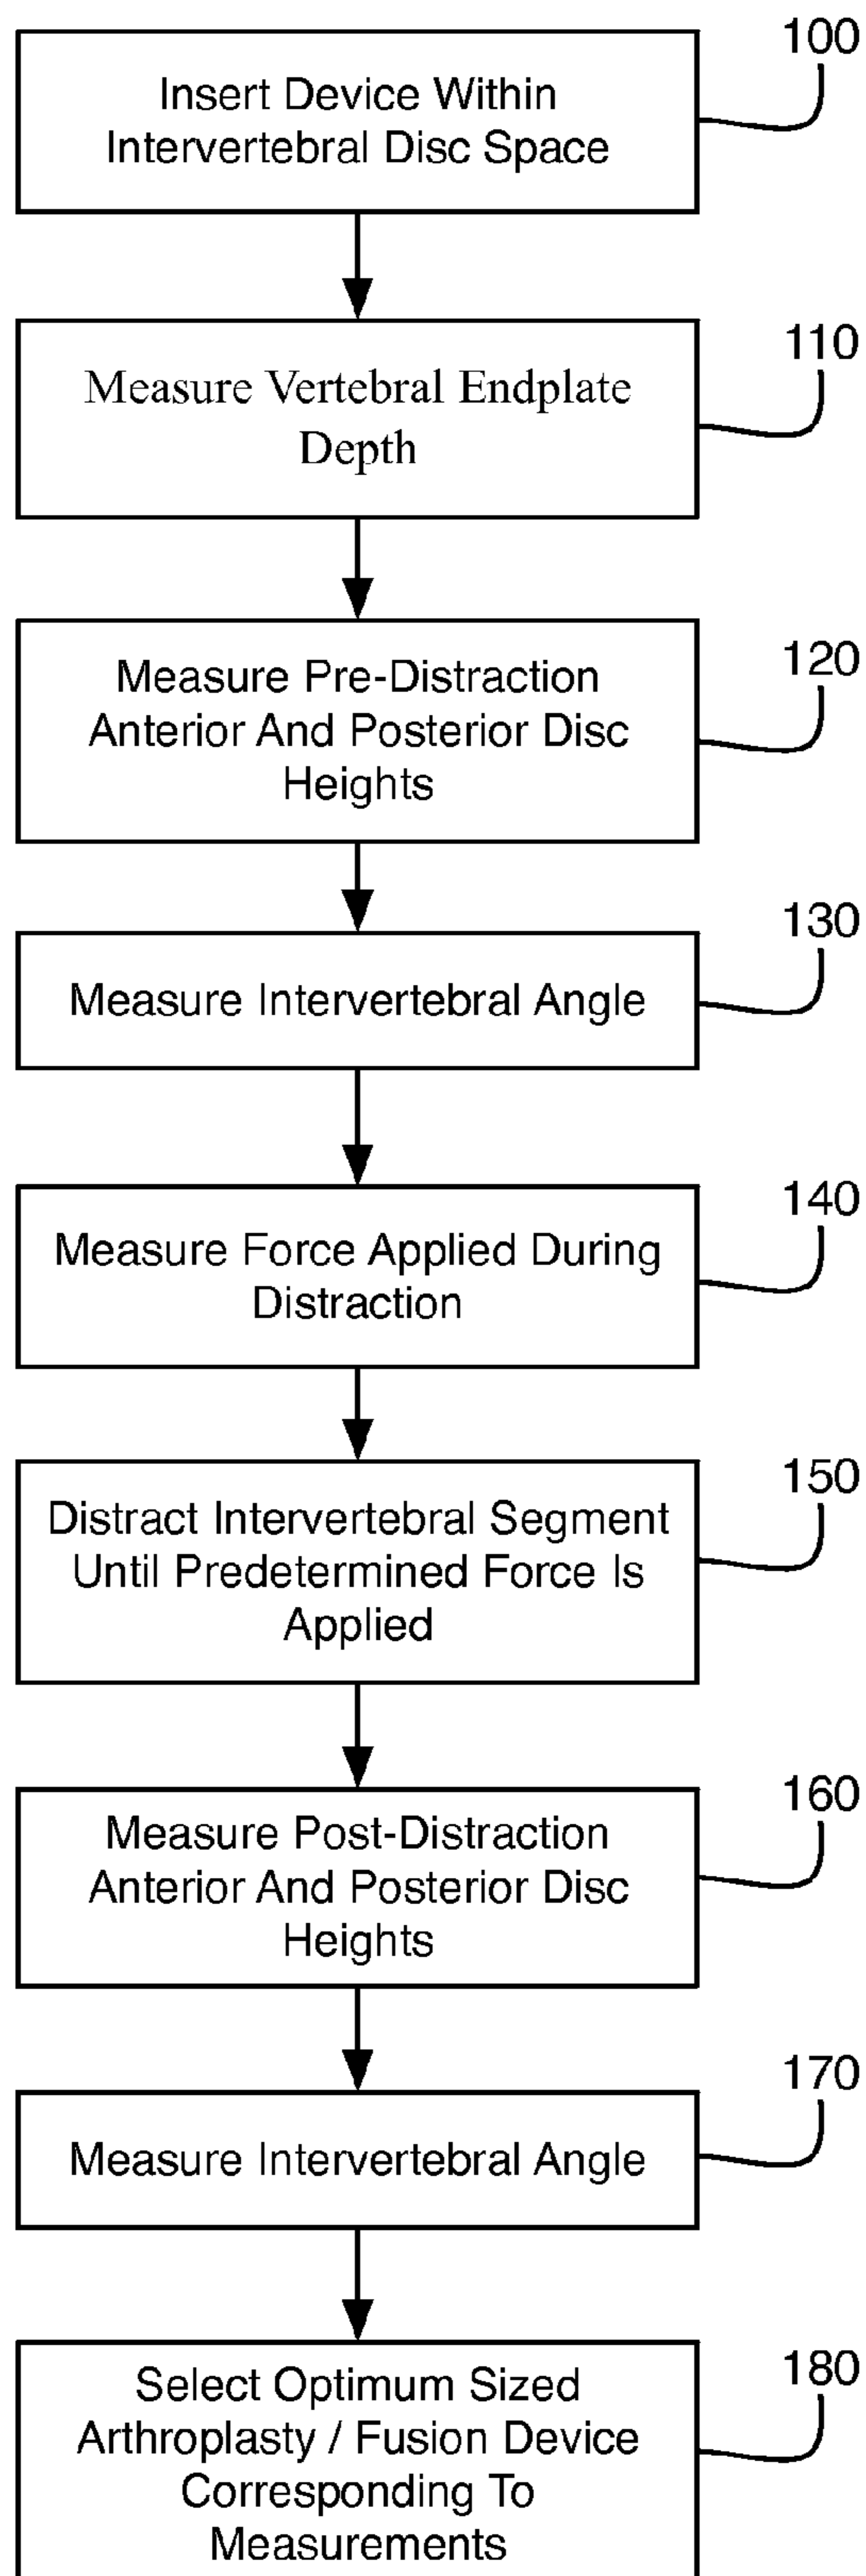 100
Insert Device Within
Intervertebral Disc Space
110
Measure Vertebral Endplate
Depth
120
Measure Pre-Distraction
Anterior And Posterior Disc
Heights
130
Measure Intervertebral Angle
140
Measure Force Applied During
Distraction
150
Distract Intervertebral Segment
Until Predetermined Force Is
Applied
160
Measure Post-Distraction
Anterior And Posterior Disc
Heights
170
Measure Intervertebral Angle
180
Select Optimum Sized
Arthroplasty / Fusion Device
Corresponding To
Measurements